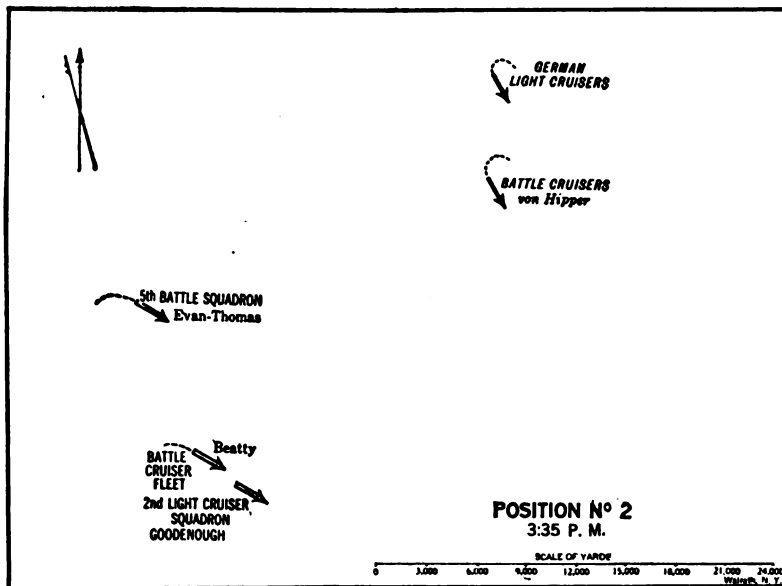 GERMAN
LIGHT CRUISERS
BATTLE CRUISERS
von Hipper
5th BATTLE SQUADRON
Evan-Thomas
Beatty
BATTLE
CRUISER
FLEET
2nd LIGHT CRUISER
SQUADRON
GOODENOUGH
POSITION Nº 2
3:35 P. M.
SCALE OF YARDS
0 3,000 6,000 9,000 12,000 15,000 18,000 21,000 24,000
Walrath, N. Y.